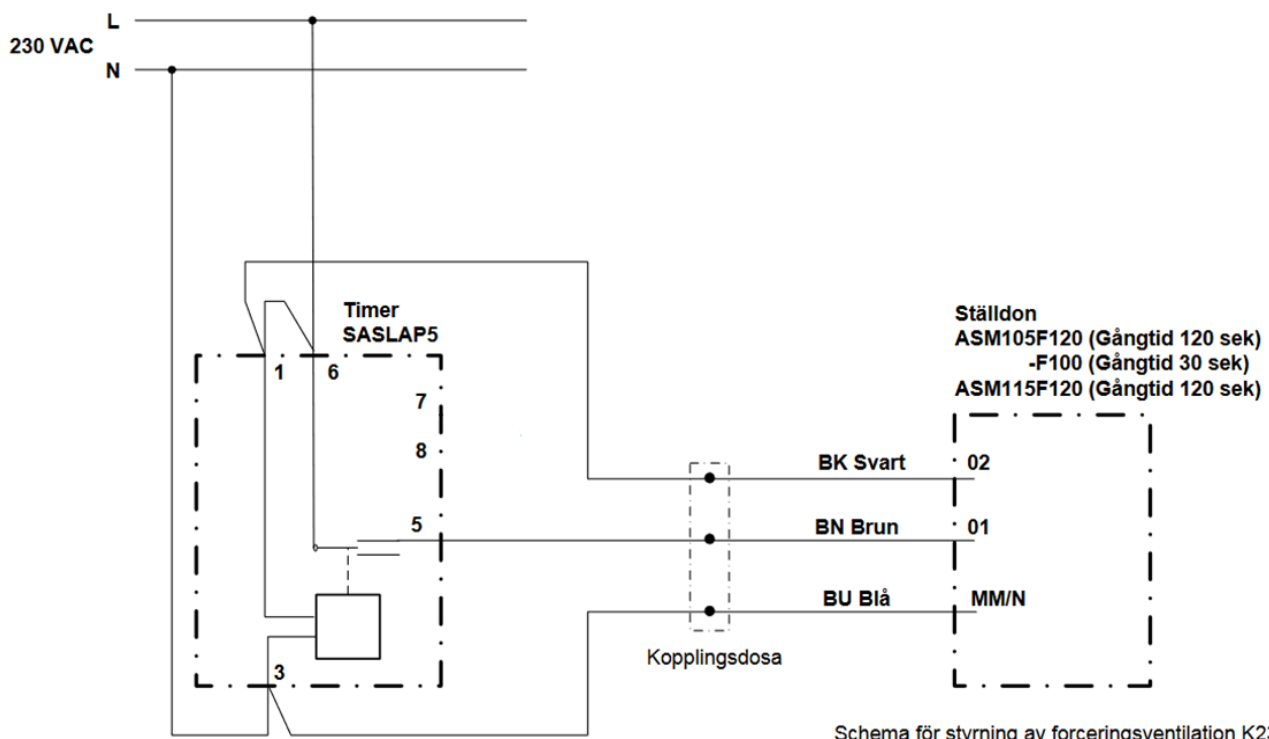 L
230 VAC
N
Timer
SASLAP5
1
6
7
8
5
3
BK Svart
BN Brun
BU Blå
Kopplingsdosa
Ställdon
ASM105F120 (Gångtid 120 sek)
-F100 (Gångtid 30 sek)
ASM115F120 (Gångtid 120 sek)
02
01
MM/N
Schema för styrning av forceringsventilation